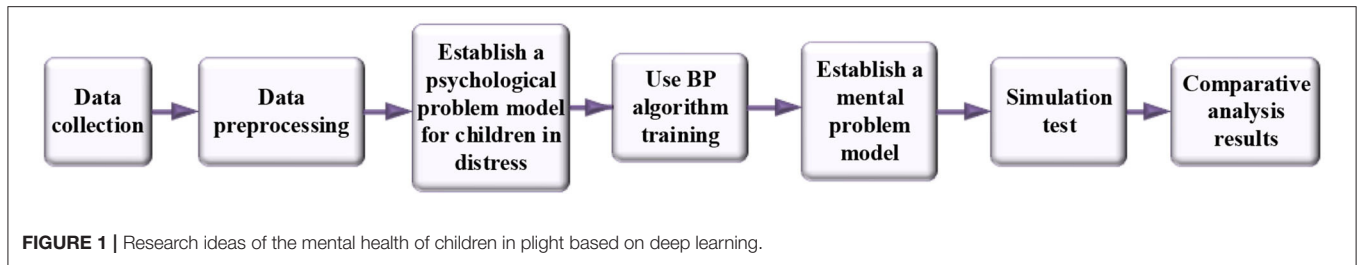 Data
collection
Data
preprocessing
Establish a
psychological
problem model
for children in
distress
Use BP
algorithm
training
Establish a
mental
problem
model
Simulation
test
Comparative
analysis
results
FIGURE 1 | Research ideas of the mental health of children in plight based on deep learning.